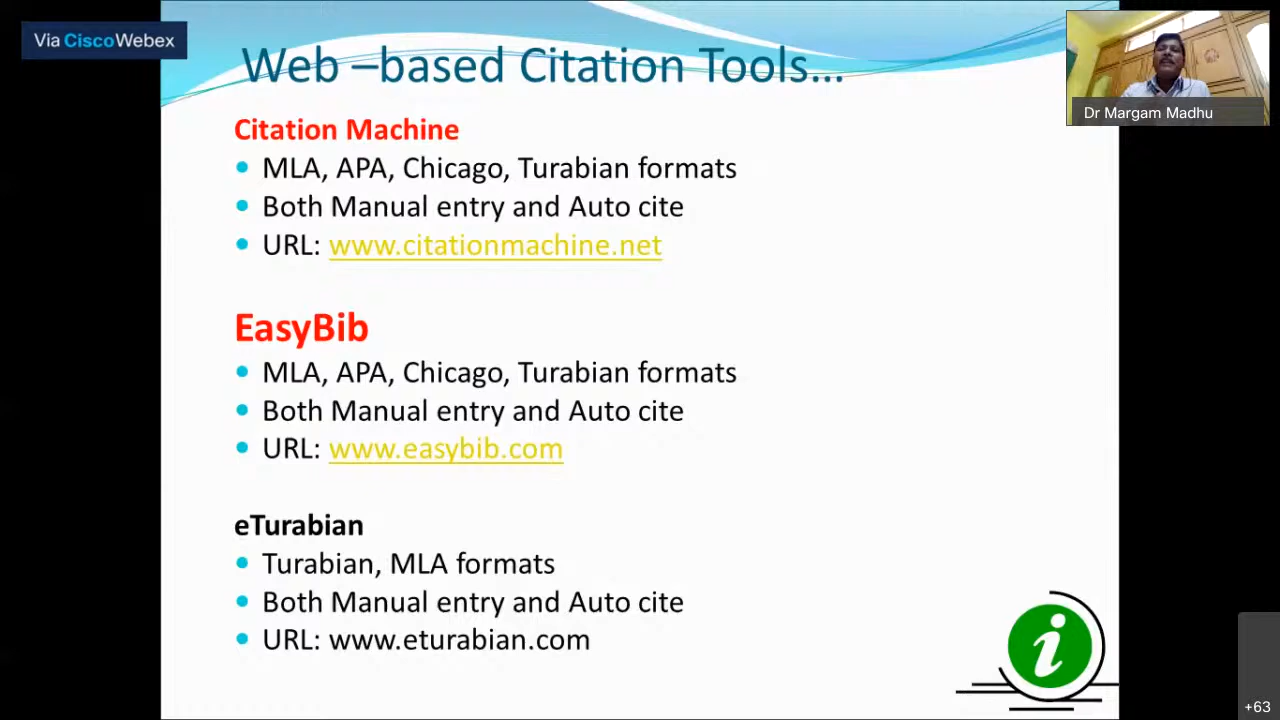 Via CiscoWebex
Web –based Citation Tools...
Dr Margam Madhu
Citation Machine
MLA, APA, Chicago, Turabian formats
Both Manual entry and Auto cite
URL: www.citationmachine.net
EasyBib
MLA, APA, Chicago, Turabian formats
Both Manual entry and Auto cite
URL: www.easybib.com
eTurabian
Turabian, MLA formats
Both Manual entry and Auto cite
URL: www.eturabian.com
i
+63